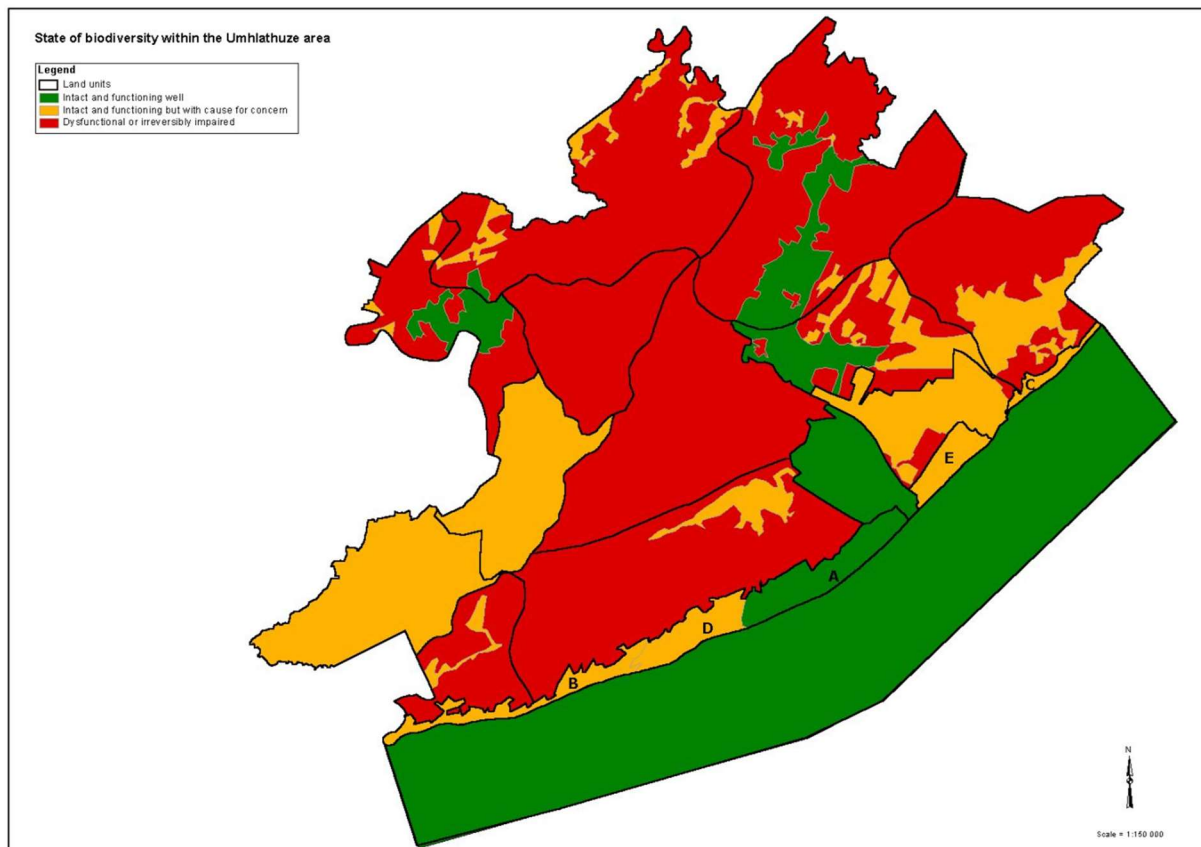 State of biodiversity within the Umhlathuze area
Legend
Land units
Intact and functioning well
Intact and functioning but with cause for concern
Dysfunctional or irreversibly impaired
C
E
A
D
B
N
Scale = 1:150 000